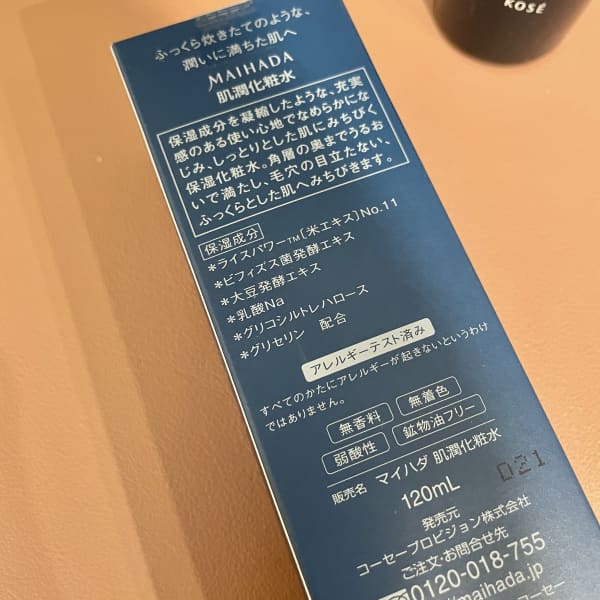 KOSÉ
ふっくら炊きたてのような、
潤いに満ちた肌へ
MAIHADA
肌潤化粧水
保湿成分を凝縮したような、充実
感のある使い心地でなめらかにな
じみ、しっとりとした肌にみちびく
保湿化粧水。角層の奥までうるお
いで満たし、毛穴の目立たない、
ふっくらとした肌へみちびきます。
保湿成分
*ライスパワー™〔米エキス〕No.11
*ビフィズス菌発酵エキス
*大豆発酵エキス
*乳酸Na
*グリコシルトレハロース
*グリセリン 配合
アレルギーテスト済み
すべてのかたにアレルギーが起きないというわけ
ではありません。
無香料 無着色
弱酸性 鉱物油フリー
販売名 マイハダ 肌潤化粧水
120mL
021
発売元
コーセープロビジョン株式会社
ご注文・お問合せ先
0120-018-755
/maihada.jp
コーセー